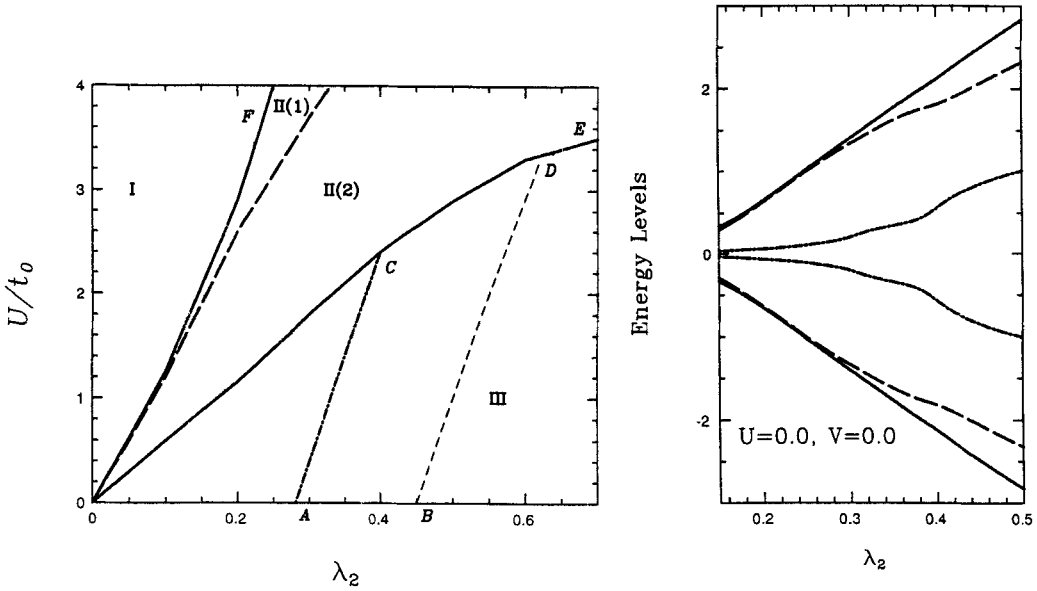 U/t₀
4
3
2
1
0
I
F
II(1)
II(2)
E
D
C
III
A
B
0
0.2
0.4
0.6
λ₂
Energy Levels
2
0
-2
U=0.0, V=0.0
0.2
0.3
0.4
0.5
λ₂